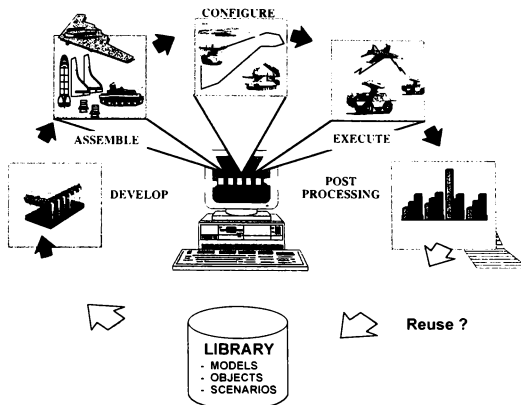 CONFIGURE
ASSEMBLE
EXECUTE
DEVELOP
POST
PROCESSING
Reuse ?
LIBRARY
- MODELS
- OBJECTS
- SCENARIOS